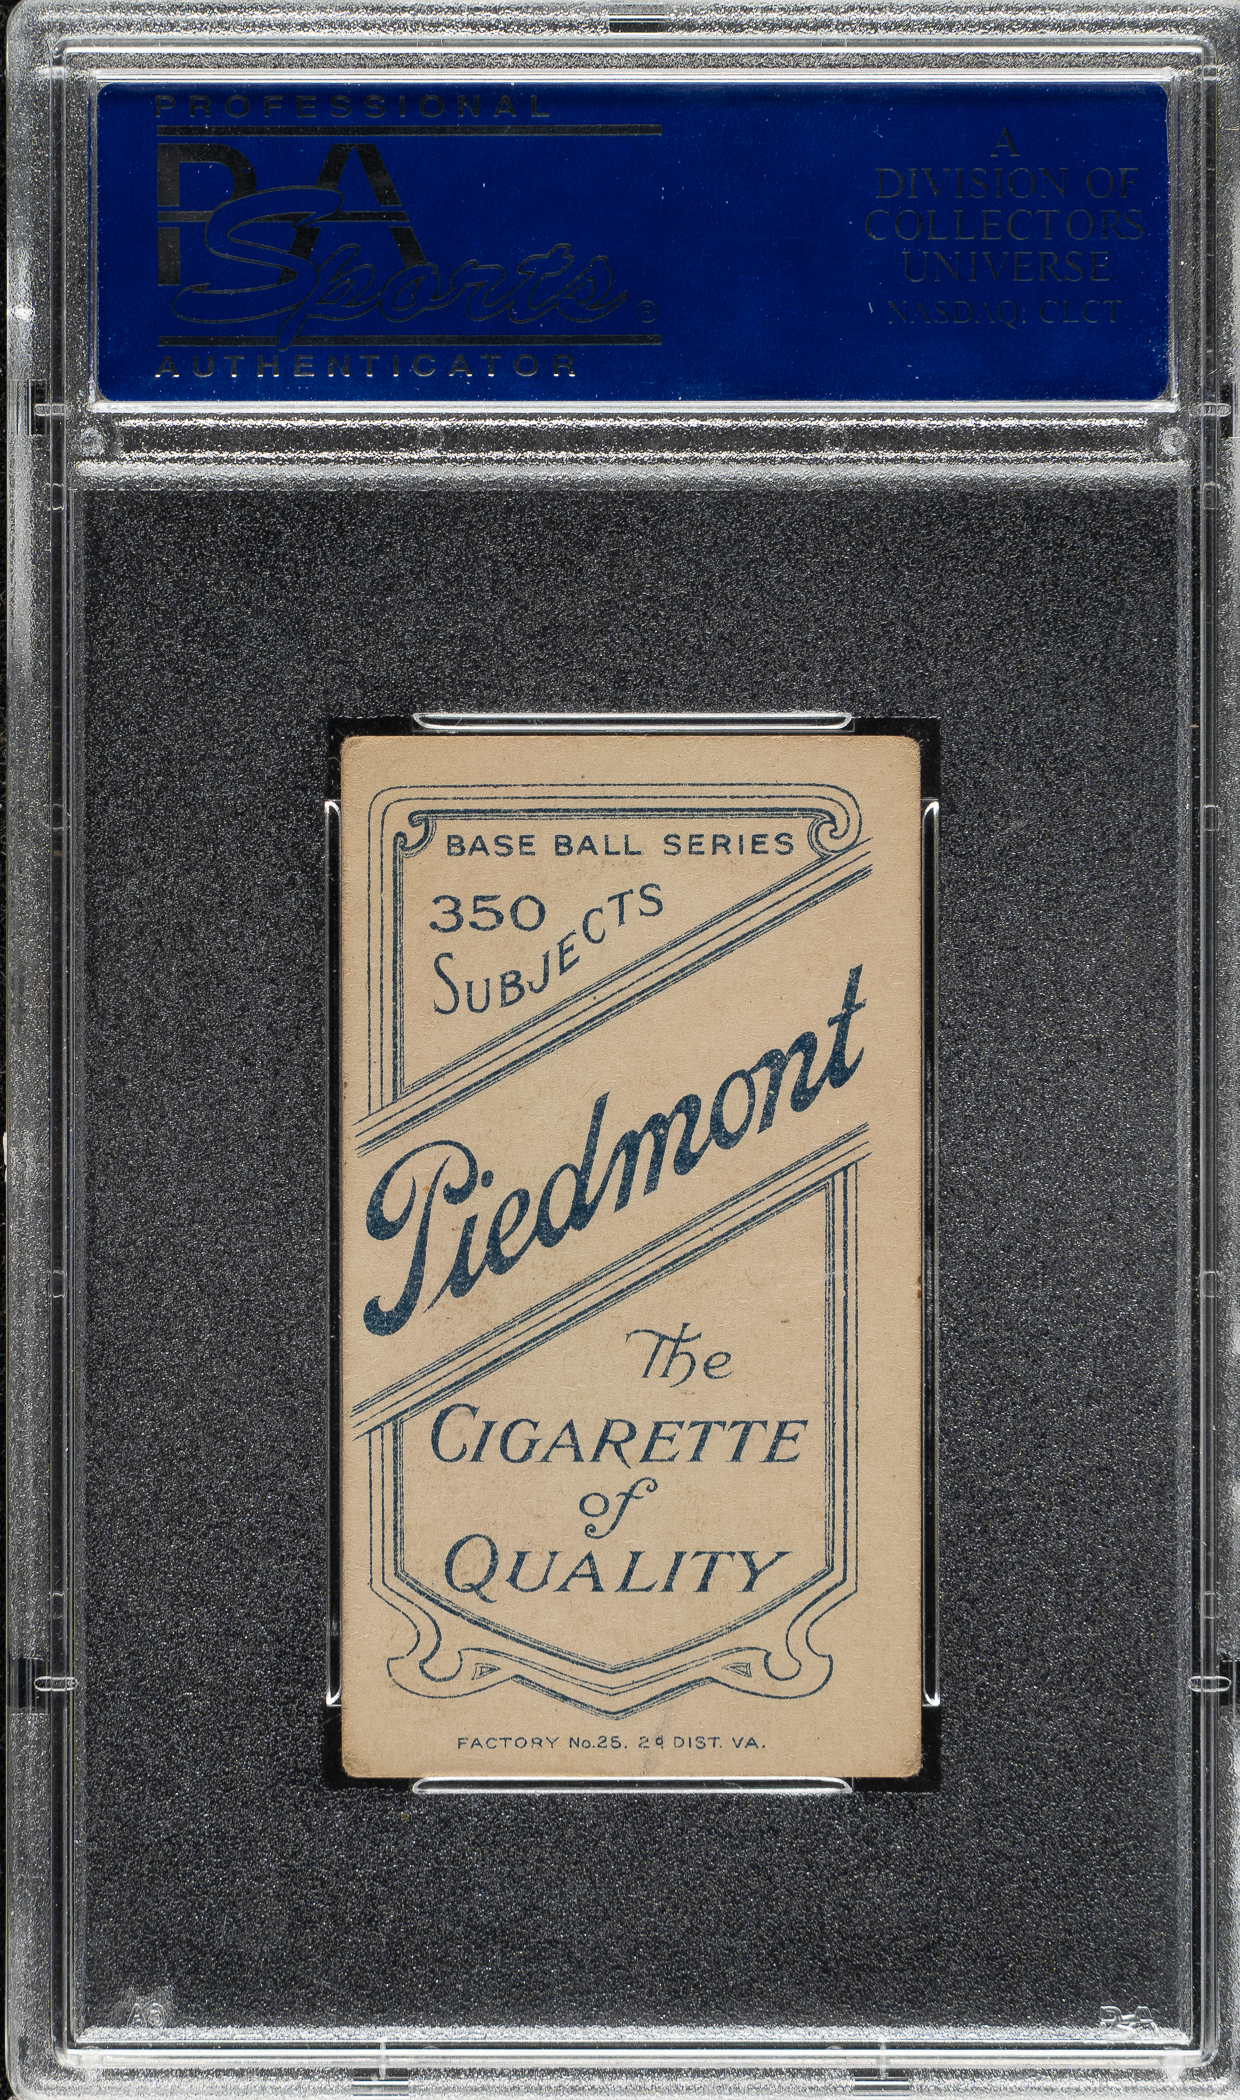 PROFESSIONAL
PSA
Sports®
AUTHENTICATOR
A
DIVISION OF
COLLECTORS
UNIVERSE
NASDAQ: CLCT
BASE BALL SERIES
350
SUBJECTS
Piedmont
The
CIGARETTE
of
QUALITY
FACTORY No.25. 2d DIST. VA.
PSA